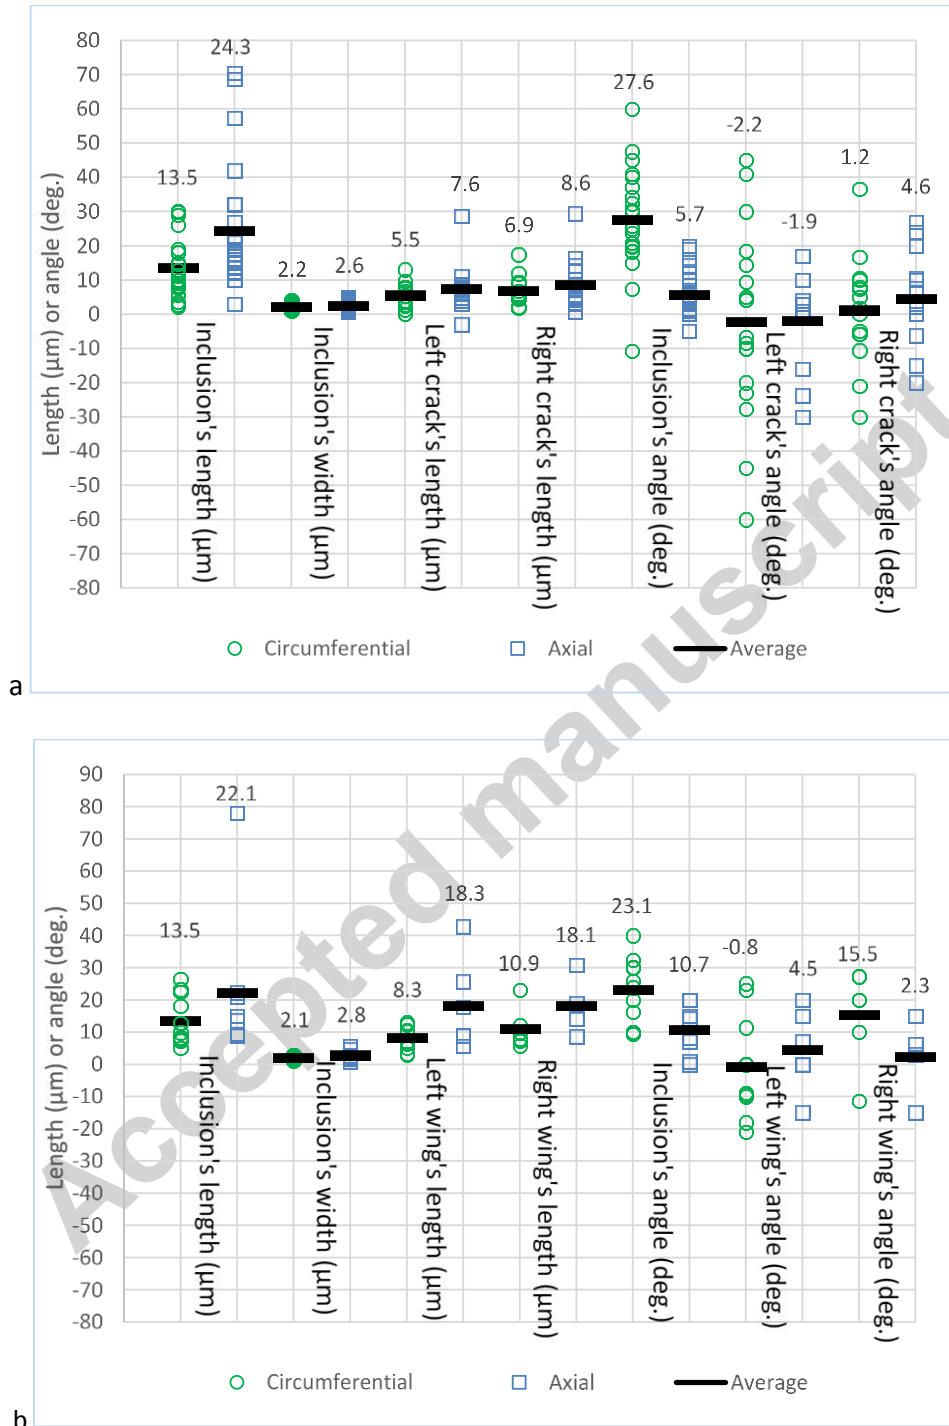 80
70
60
50
40
30
20
10
0
-10
-20
-30
-40
-50
-60
-70
-80
Length (µm) or angle (deg.)
13.5
24.3
2.2
2.6
5.5
7.6
6.9
8.6
27.6
5.7
-2.2
-1.9
1.2
4.6
Inclusion's length (µm)
Inclusion's width (µm)
Left crack's length (µm)
Right crack's length (µm)
Inclusion's angle (deg.)
Left crack's angle (deg.)
Right crack's angle (deg.)
Circumferential
Axial
Average
a
Accepted manuscript
90
80
70
60
50
40
30
20
10
0
-10
-20
-30
-40
-50
-60
-70
-80
Length (µm) or angle (deg.)
13.5
22.1
2.1
2.8
8.3
18.3
10.9
18.1
23.1
10.7
-0.8
4.5
15.5
2.3
Inclusion's length (µm)
Inclusion's width (µm)
Left wing's length (µm)
Right wing's length (µm)
Inclusion's angle (deg.)
Left wing's angle (deg.)
Right wing's angle (deg.)
Circumferential
Axial
Average
b